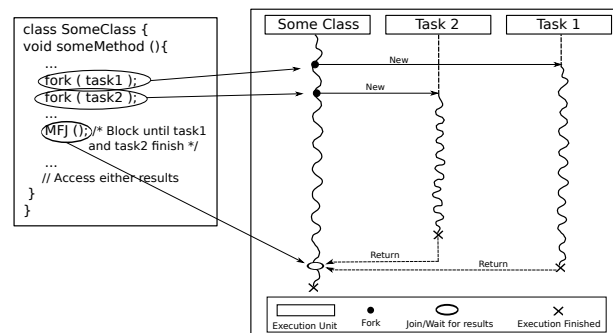 class SomeClass {
void someMethod (){
...
fork ( task1 );
fork ( task2 );
...
MFJ (); /* Block until task1
and task2 finish */
...
// Access either results
}
}
Some Class
Task 2
Task 1
New
New
Return
Return
Execution Unit
Fork
Join/Wait for results
Execution Finished